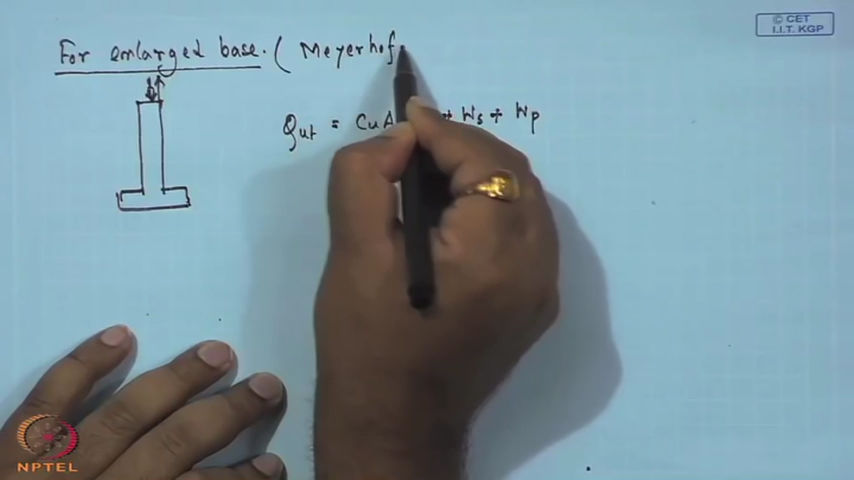 © CET
I.I.T. KGP
For enlarged base. ( Meyerhof
Qut = CuA + Ws + Wp
NPTEL